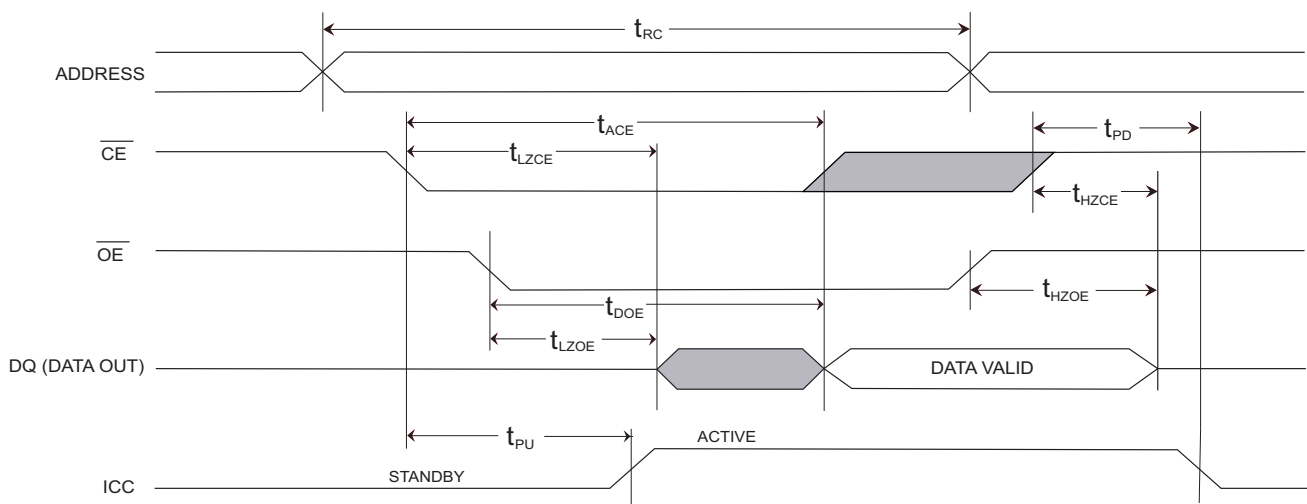 tRC
ADDRESS
tACE
tPD
CE
tLZCE
tHZCE
OE
tHZOE
tDOE
tLZOE
DQ (DATA OUT)
DATA VALID
tPU
ACTIVE
STANDBY
ICC